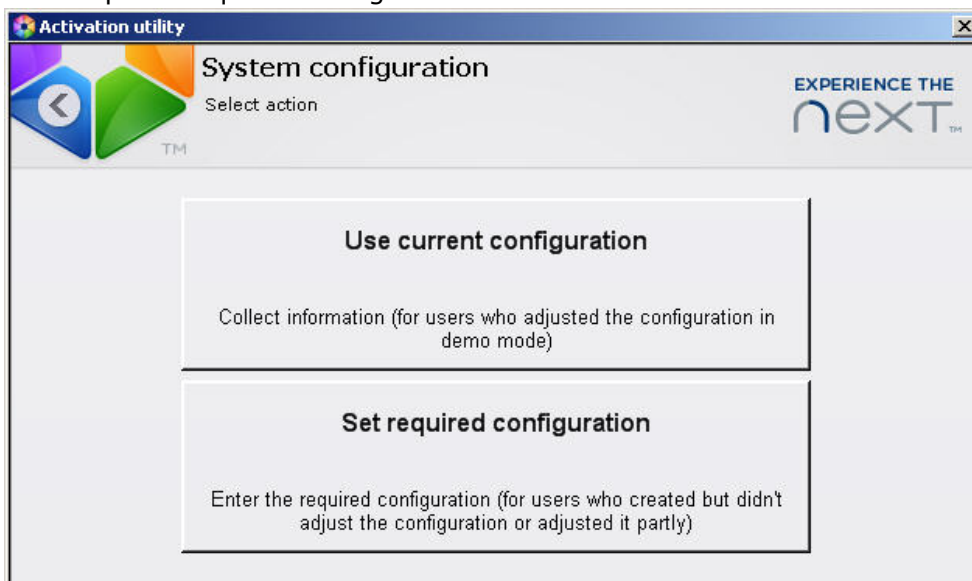 Activation utility
System configuration
Select action
EXPERIENCE THE
next™
TM
Use current configuration
Collect information (for users who adjusted the configuration in
demo mode)
Set required configuration
Enter the required configuration (for users who created but didn't
adjust the configuration or adjusted it partly)